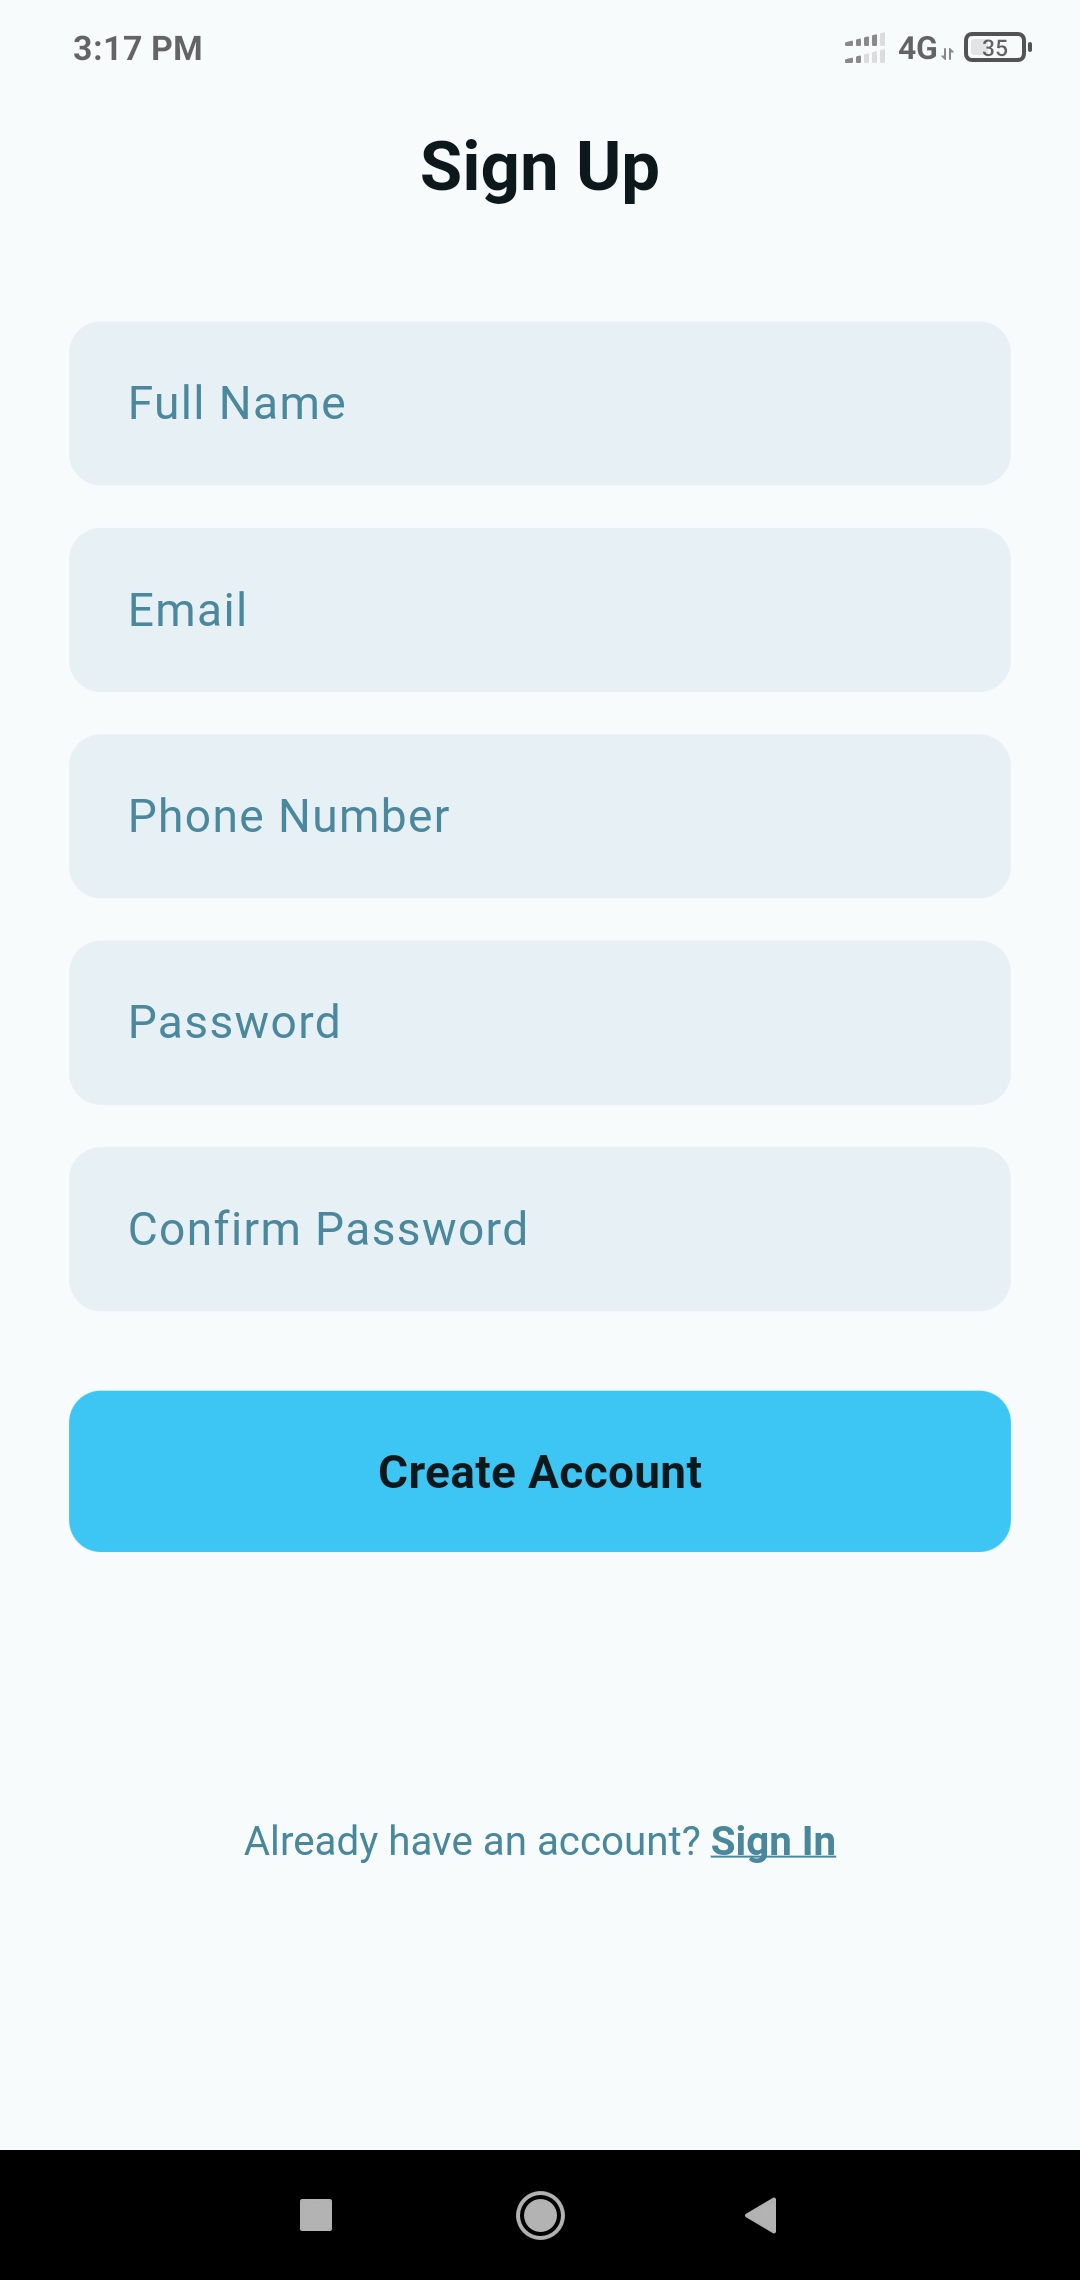 3:17 PM 4G 35
Sign Up
Full Name
Email
Phone Number
Password
Confirm Password
Create Account
Already have an account? Sign In